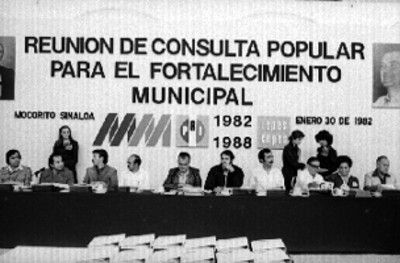 REUNION DE CONSULTA POPULAR
PARA EL FORTALECIMIENTO
MUNICIPAL
MOCORITO SINALOA
1982
1988
ENERO 30 DE 1982